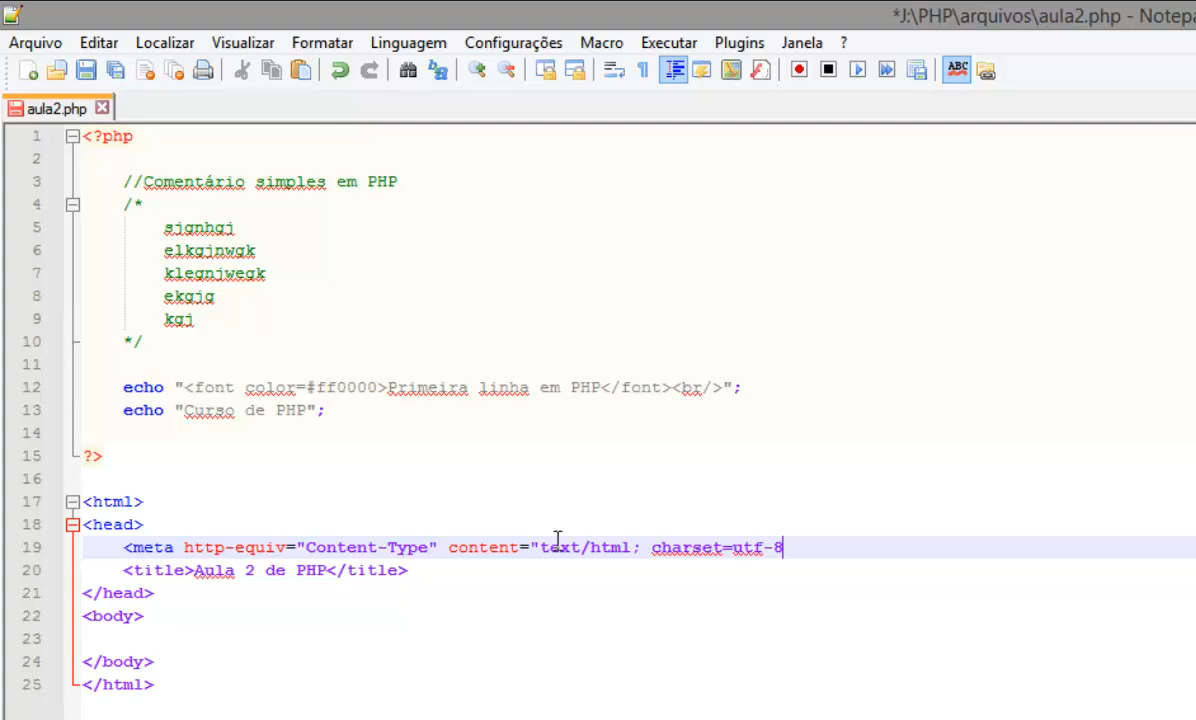 *J:\PHP\arquivos\aula2.php - Notepa
Arquivo Editar Localizar Visualizar Formatar Linguagem Configurações Macro Executar Plugins Janela ?
ABC
aula2.php
1 <?php
2
3 //Comentário simples em PHP
4 /*
5 sjgnhgj
6 elkgjnwgk
7 klegnjwegk
8 ekgjg
9 kgj
10 */
11
12 echo "<font color=#ff0000>Primeira linha em PHP</font><br/>";
13 echo "Curso de PHP";
14
15 ?>
16
17 <html>
18 <head>
19 <meta http-equiv="Content-Type" content="text/html; charset=utf-8
20 <title>Aula 2 de PHP</title>
21 </head>
22 <body>
23
24 </body>
25 </html>